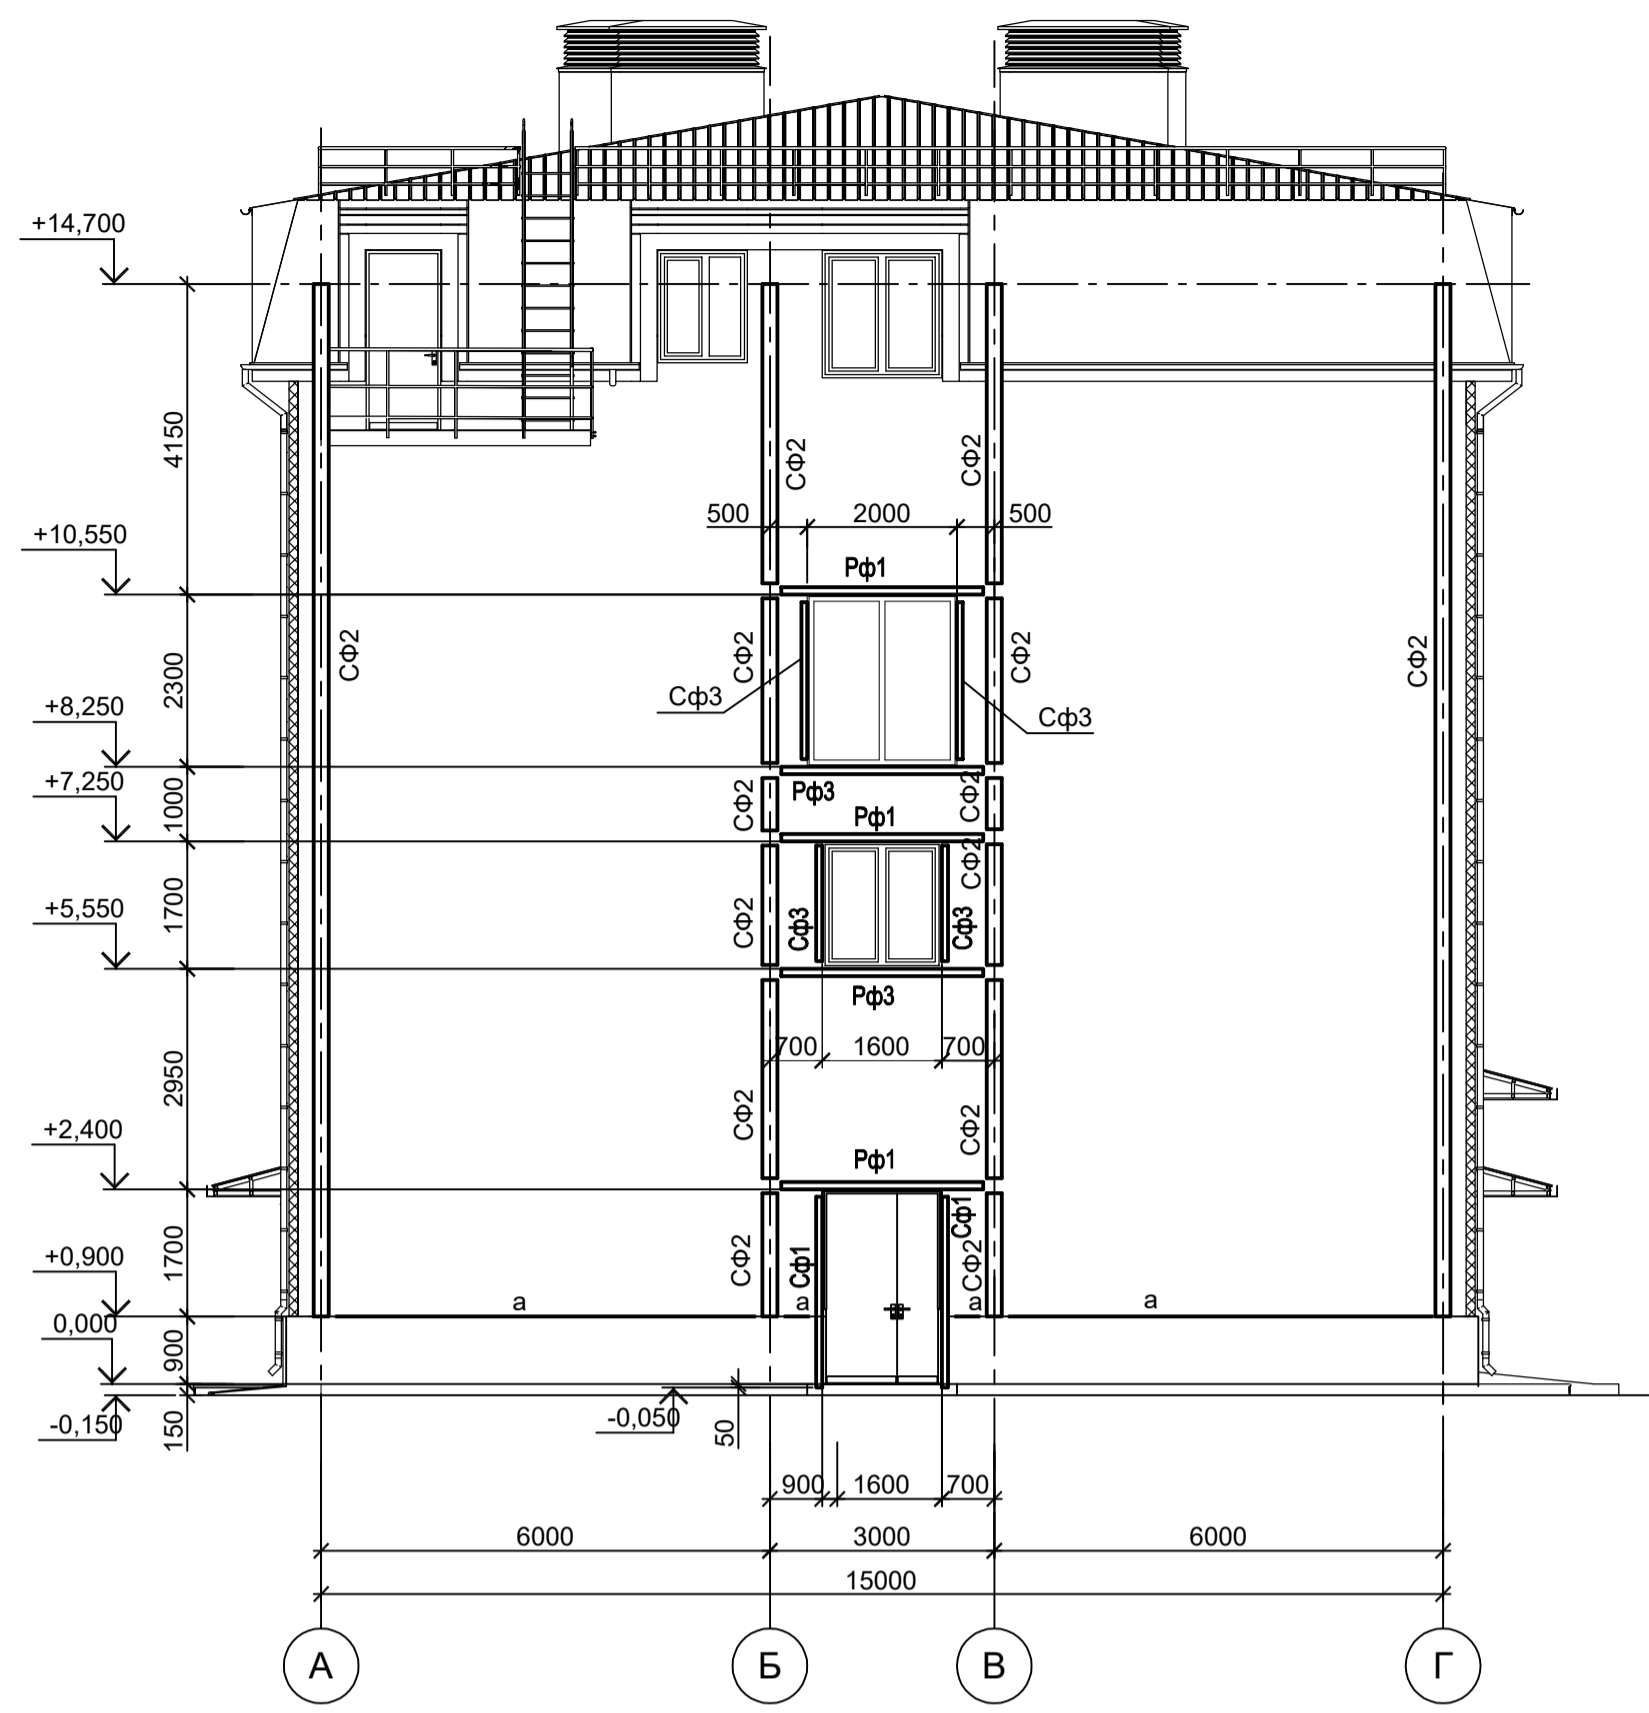 +14,700
4150
СФ2
СФ2
500
2000
500
+10,550
Рф1
СФ2
СФ2
СФ2
СФ2
2300
Сф3
Сф3
+8,250
+7,250
1000
СФ2
Рф3
СФ2
Рф1
СФ2
1700
+5,550
СФ2
Сф3
Сф3
Рф3
700
1600
700
2950
СФ2
СФ2
+2,400
Рф1
Сф1
1700
СФ2
Сф1
СФ2
+0,900
а
а
а
а
0,000
900
-0,150
150
-0,050
50
900
1600
700
6000
3000
6000
15000
А
Б
В
Г